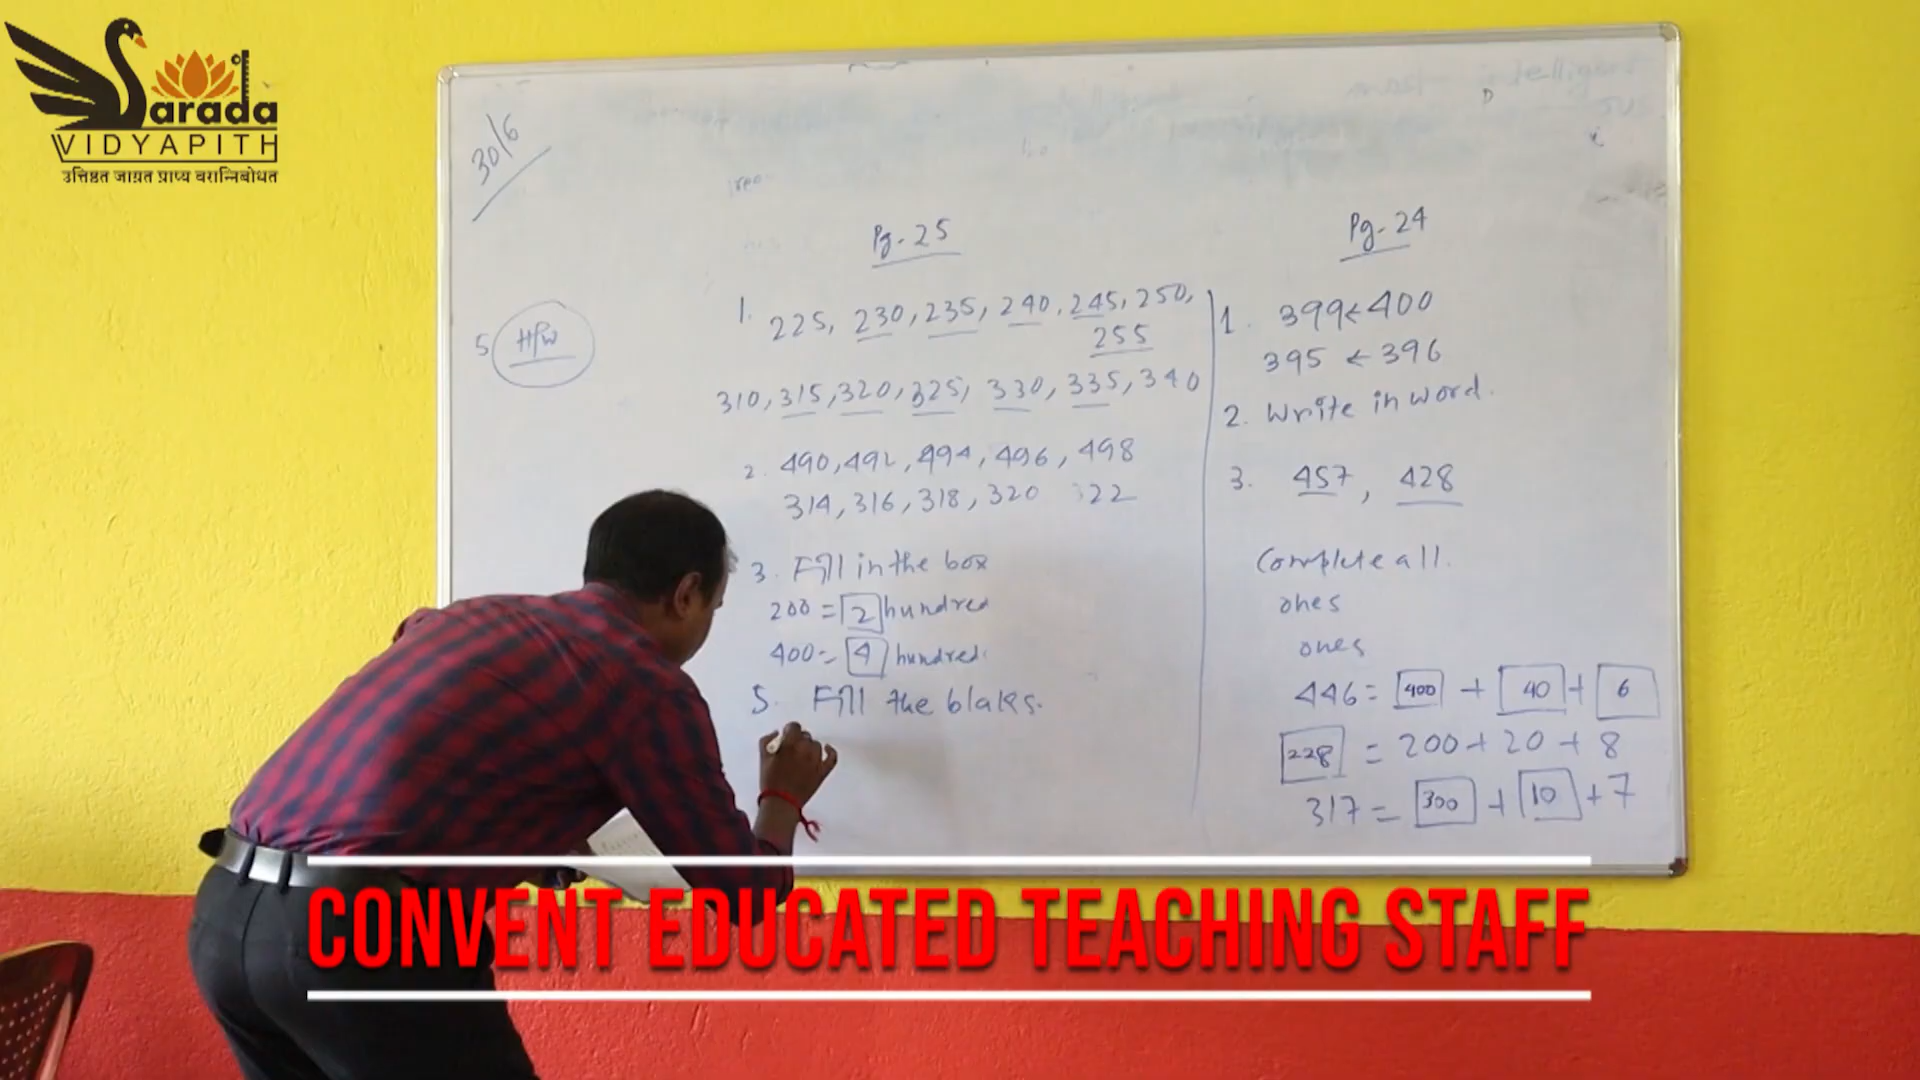 Sarada
VIDYAPITH
उत्तिष्ठत जाग्रत प्राप्य वरान्निबोधत
30/6
5 H/W
Pg. 25
1. 225, 230, 235, 240, 245, 250,
255
310, 315, 320, 325, 330, 335, 340
2. 490, 492, 494, 496, 498
314, 316, 318, 320 322
3. Fill in the box
200 = 2 hundred
400 = 4 hundred.
5. Fill the blaks.
Pg. 24
1. 399 < 400
395 < 396
2. Write in word.
3. 457, 428
Complete all.
ones
ones
446 = 400 + 40 + 6
228 = 200 + 20 + 8
317 = 300 + 10 + 7
CONVENT EDUCATED TEACHING STAFF